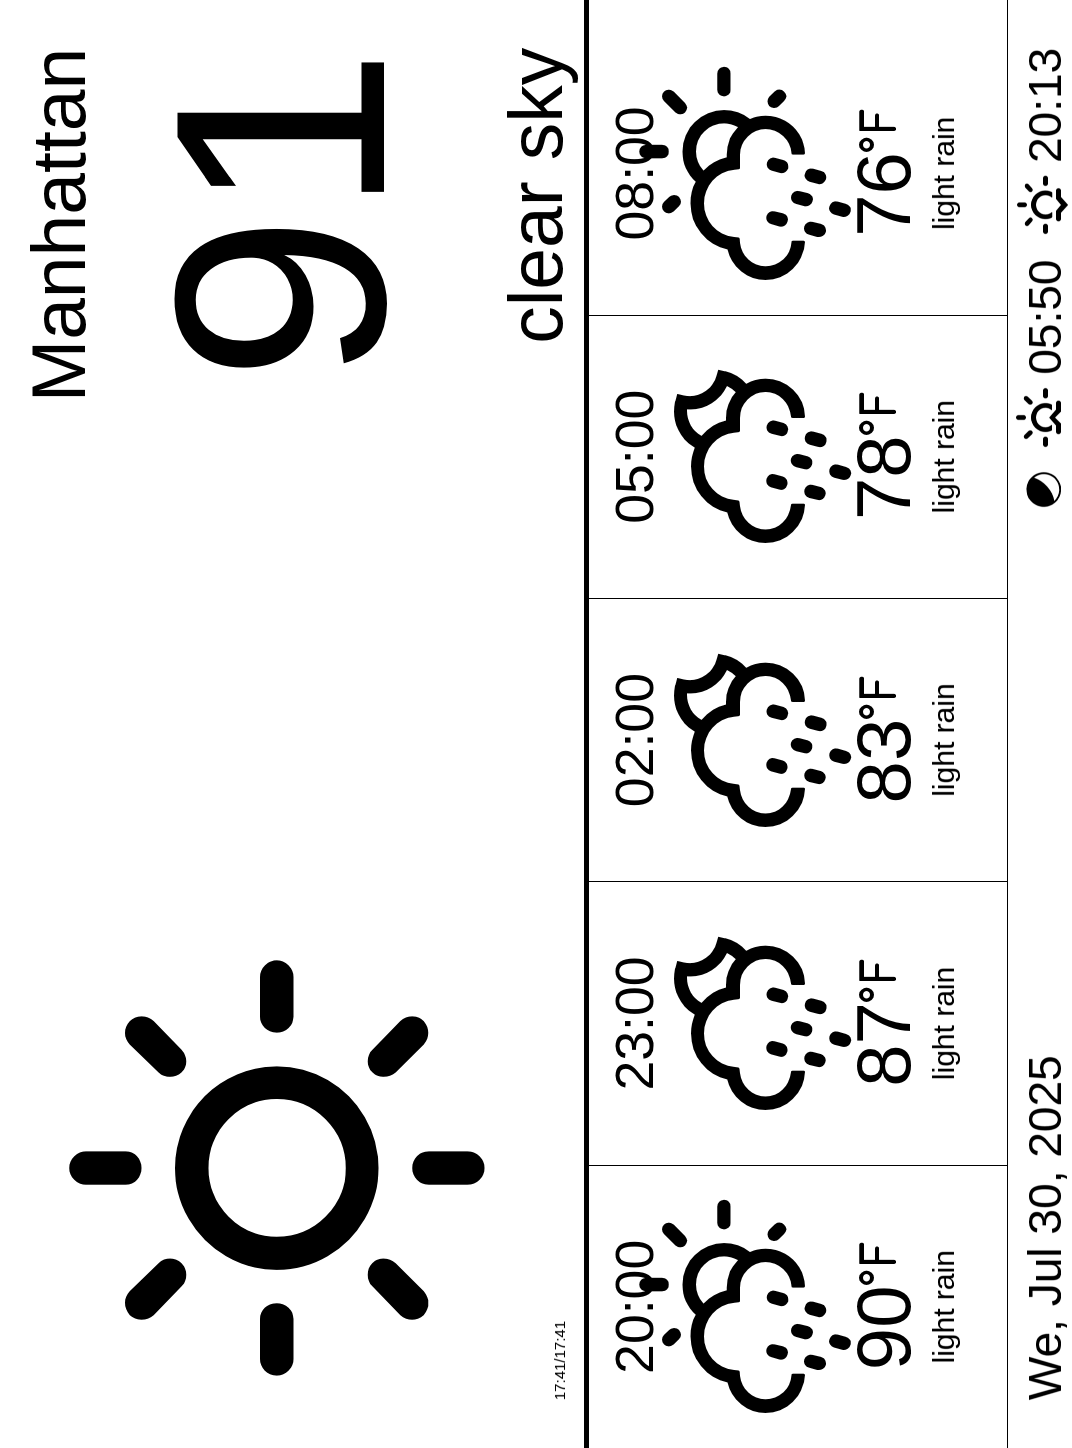 Manhattan
91
clear sky
17:41/17:41
20:00
90°F
light rain
23:00
87°F
light rain
02:00
83°F
light rain
05:00
78°F
light rain
08:00
76°F
light rain
We, Jul 30, 2025
05:50
20:13